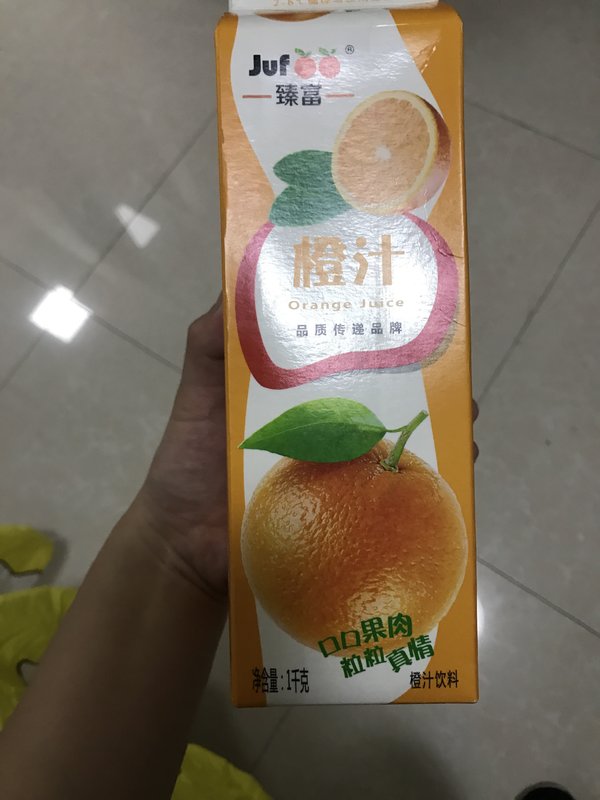 Juf®
臻富
橙汁
Orange Juice
品质传递品牌
口口果肉
粒粒真情
净含量:1千克
橙汁饮料